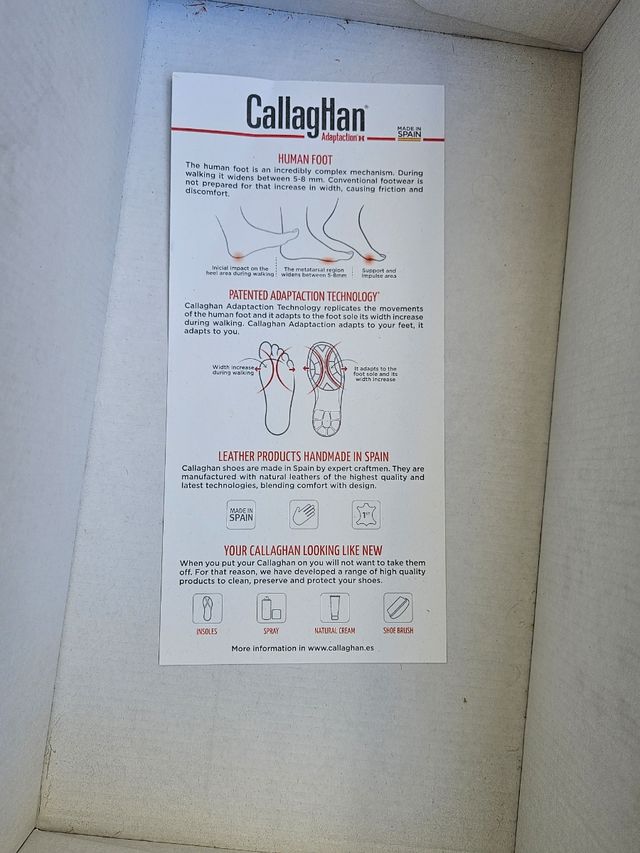 CallagHan®
Adaptaction
MADE IN
SPAIN
HUMAN FOOT
The human foot is an incredibly complex mechanism. During
walking it widens between 5-8 mm. Conventional footwear is
not prepared for that increase in width, causing friction and
discomfort.
Inicial impact on the
heel area during walking
The metatarsal region
widens between 5-8mm
Support and
impulse area
PATENTED ADAPTACTION TECHNOLOGY
Callaghan Adaptaction Technology replicates the movements
of the human foot and it adapts to the foot sole its width increase
during walking. Callaghan Adaptaction adapts to your feet, it
adapts to you.
Width increase
during walking
It adapts to the
foot sole and its
width increase
LEATHER PRODUCTS HANDMADE IN SPAIN
Callaghan shoes are made in Spain by expert craftmen. They are
manufactured with natural leathers of the highest quality and
latest technologies, blending comfort with design.
MADE IN
SPAIN
1st
YOUR CALLAGHAN LOOKING LIKE NEW
When you put your Callaghan on you will not want to take them
off. For that reason, we have developed a range of high quality
products to clean, preserve and protect your shoes.
INSOLES
SPRAY
NATURAL CREAM
SHOE BRUSH
More information in www.callaghan.es